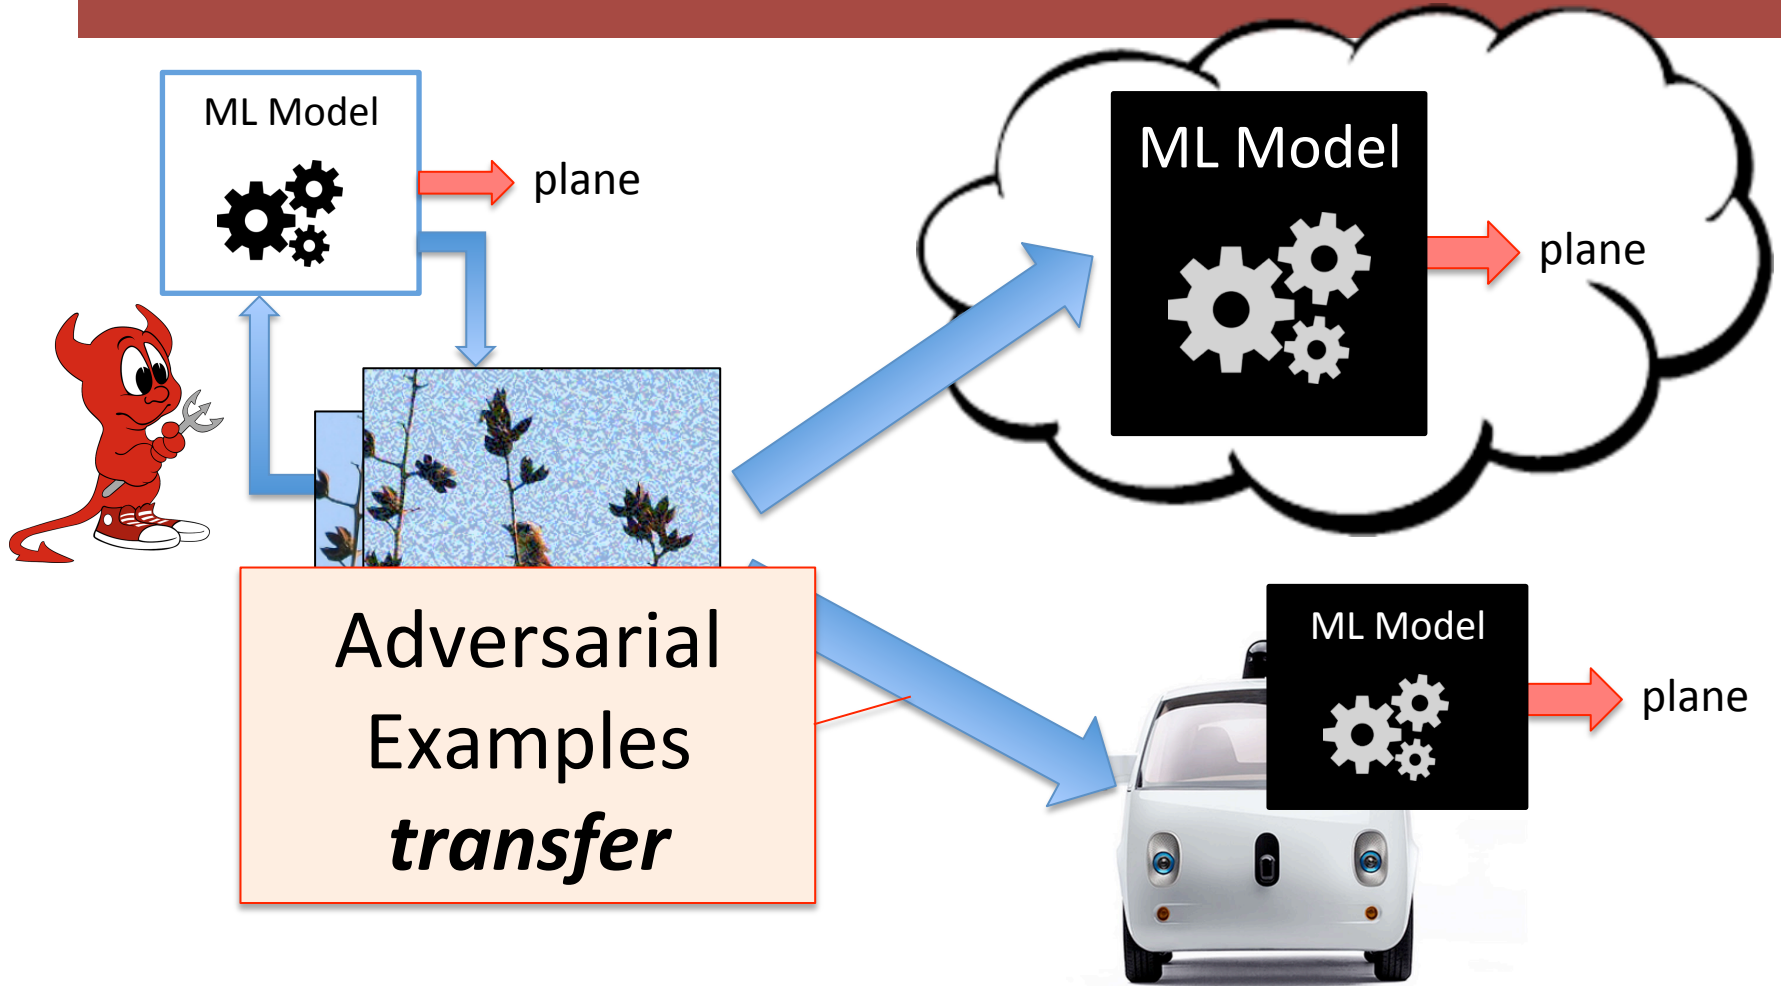 ML Model
plane
ML Model
plane
Adversarial
Examples
transfer
ML Model
plane